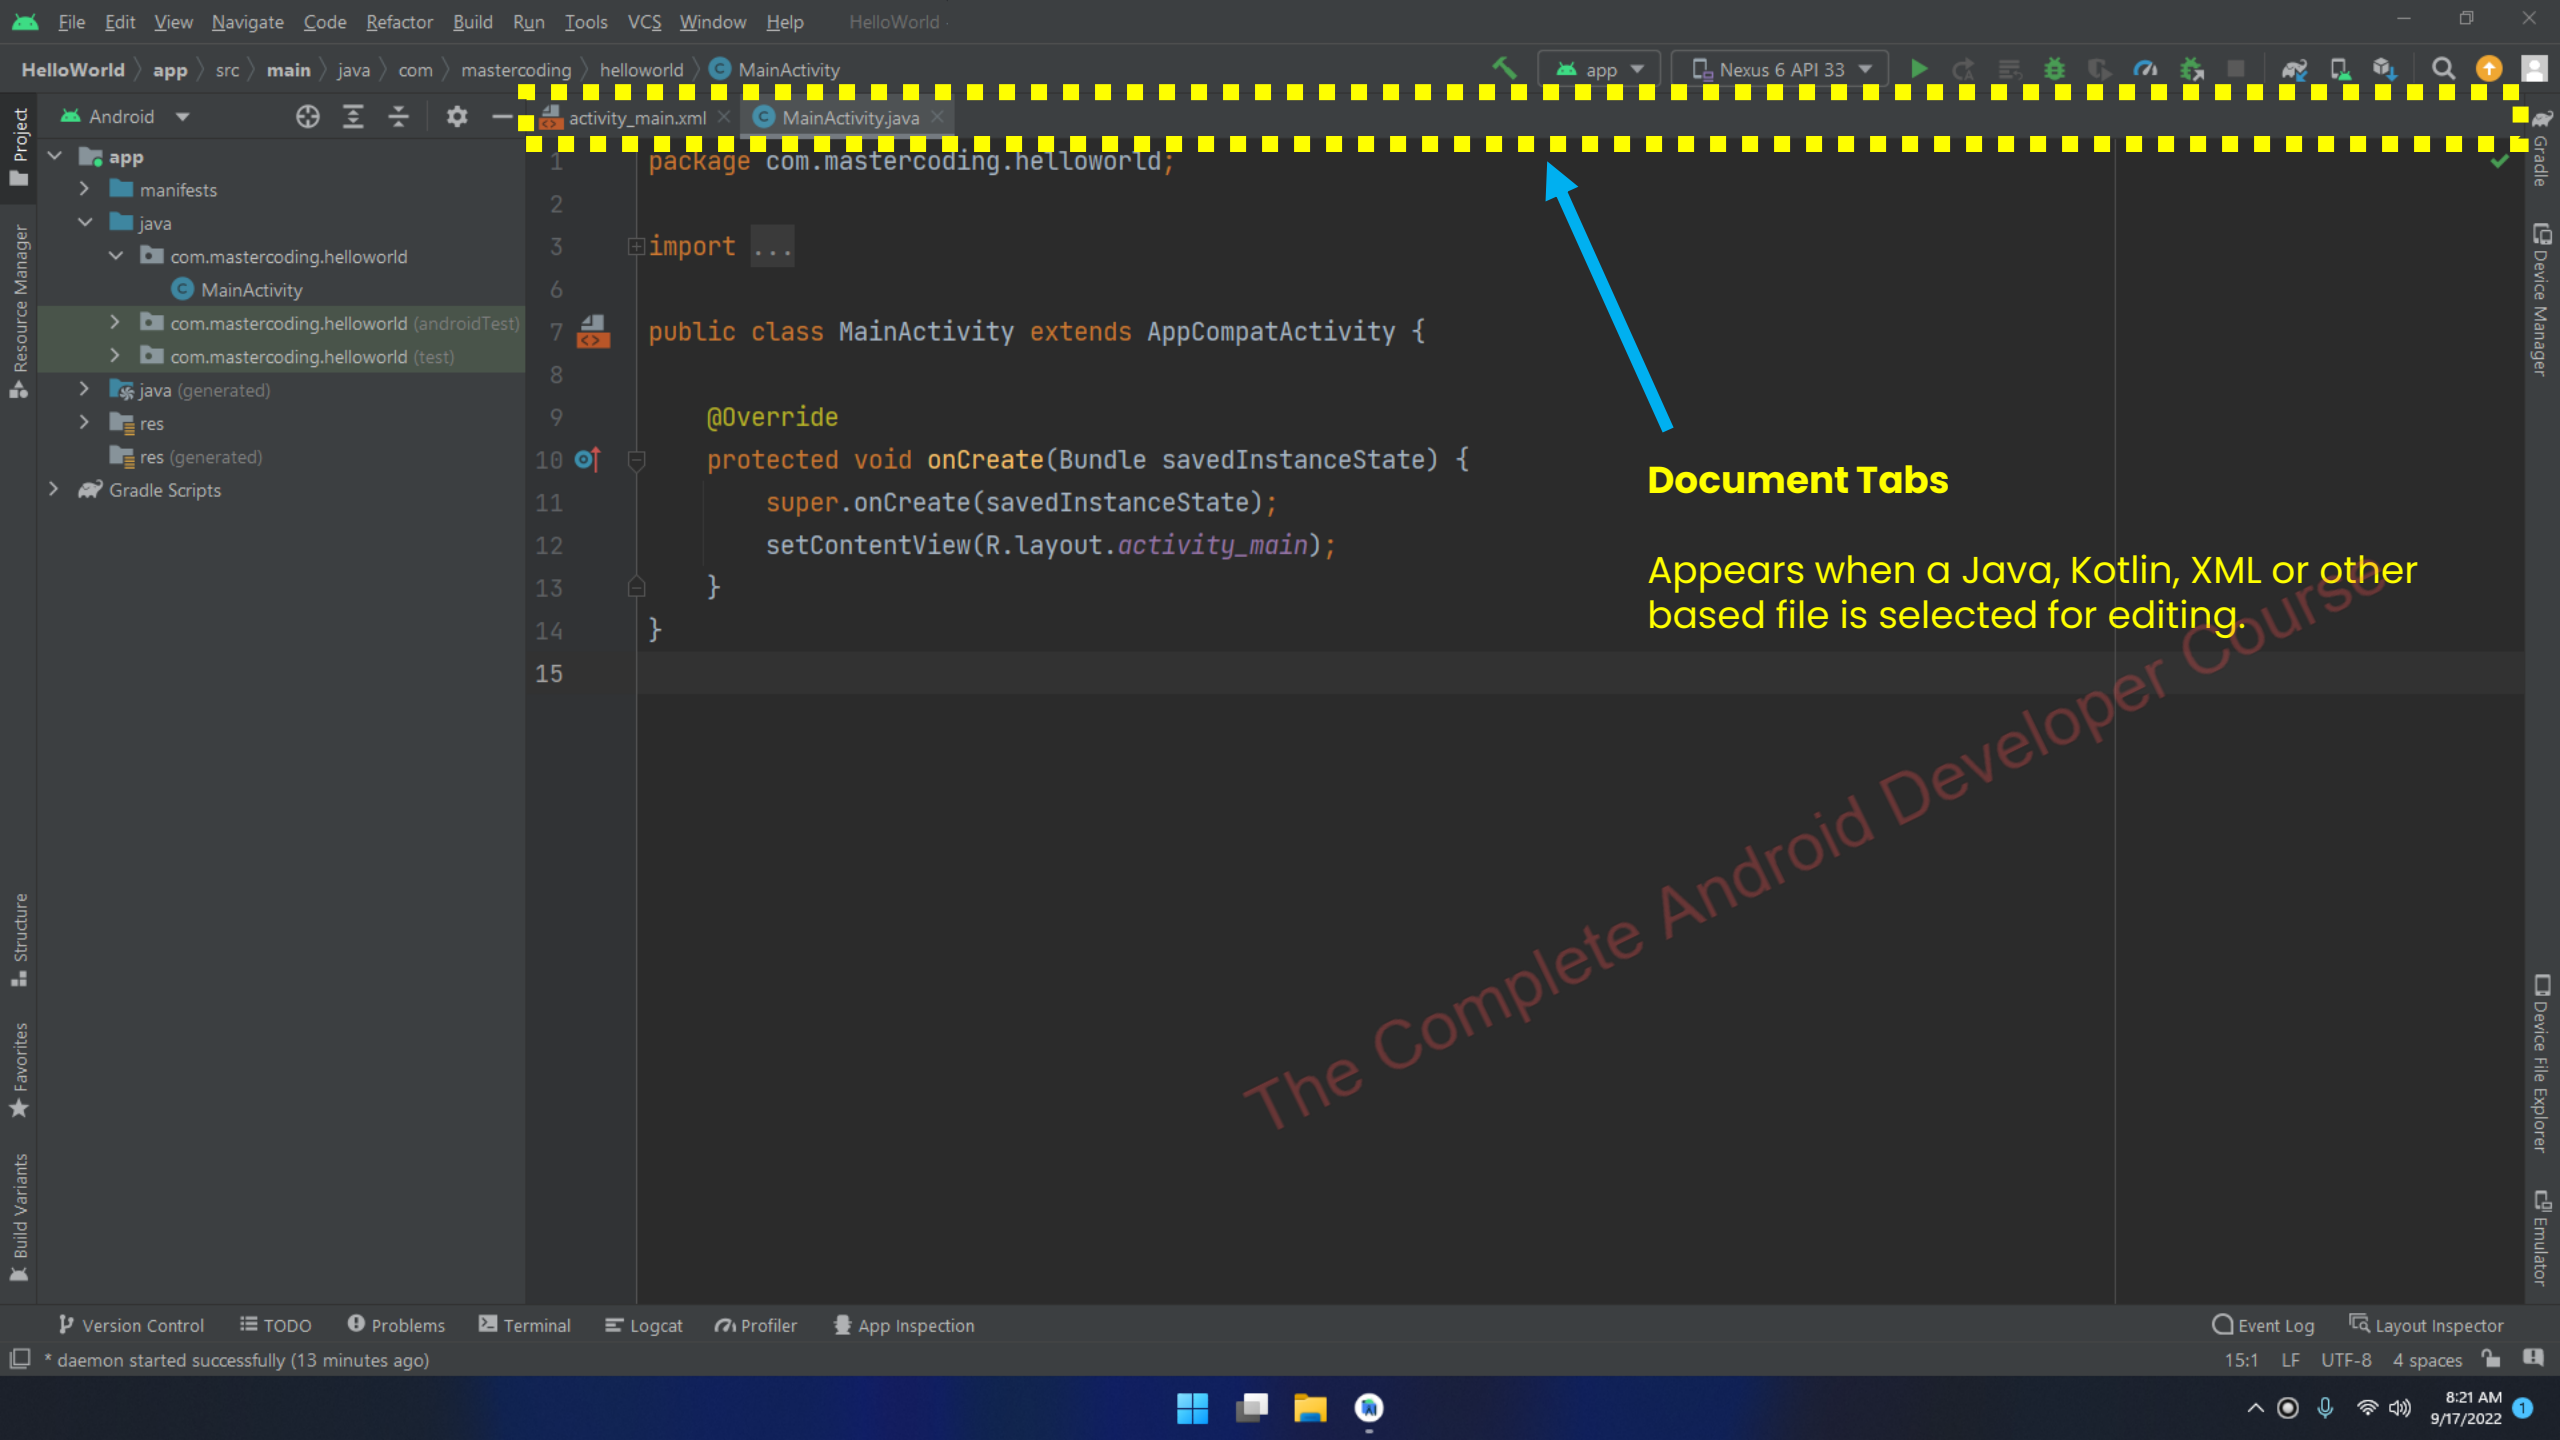 File Edit View Navigate Code Refactor Build Run Tools VCS Window Help HelloWorld -
HelloWorld app src main java com mastercoding helloworld MainActivity
app Nexus 6 API 33
Project
Android
activity_main.xml MainActivity.java
Gradle
app
manifests
java
com.mastercoding.helloworld
MainActivity
com.mastercoding.helloworld (androidTest)
com.mastercoding.helloworld (test)
java (generated)
res
res (generated)
Gradle Scripts
Resource Manager
Structure
Favorites
Build Variants
1 package com.mastercoding.helloworld;
2
3 import ...
6
7 public class MainActivity extends AppCompatActivity {
8
9 @Override
10 protected void onCreate(Bundle savedInstanceState) {
11 super.onCreate(savedInstanceState);
12 setContentView(R.layout.activity_main);
13 }
14 }
15
Document Tabs
Appears when a Java, Kotlin, XML or other
based file is selected for editing.
The Complete Android Developer Course
Device Manager
Device File Explorer
Emulator
Version Control TODO Problems Terminal Logcat Profiler App Inspection Event Log Layout Inspector
* daemon started successfully (13 minutes ago) 15:1 LF UTF-8 4 spaces
8:21 AM
9/17/2022 1